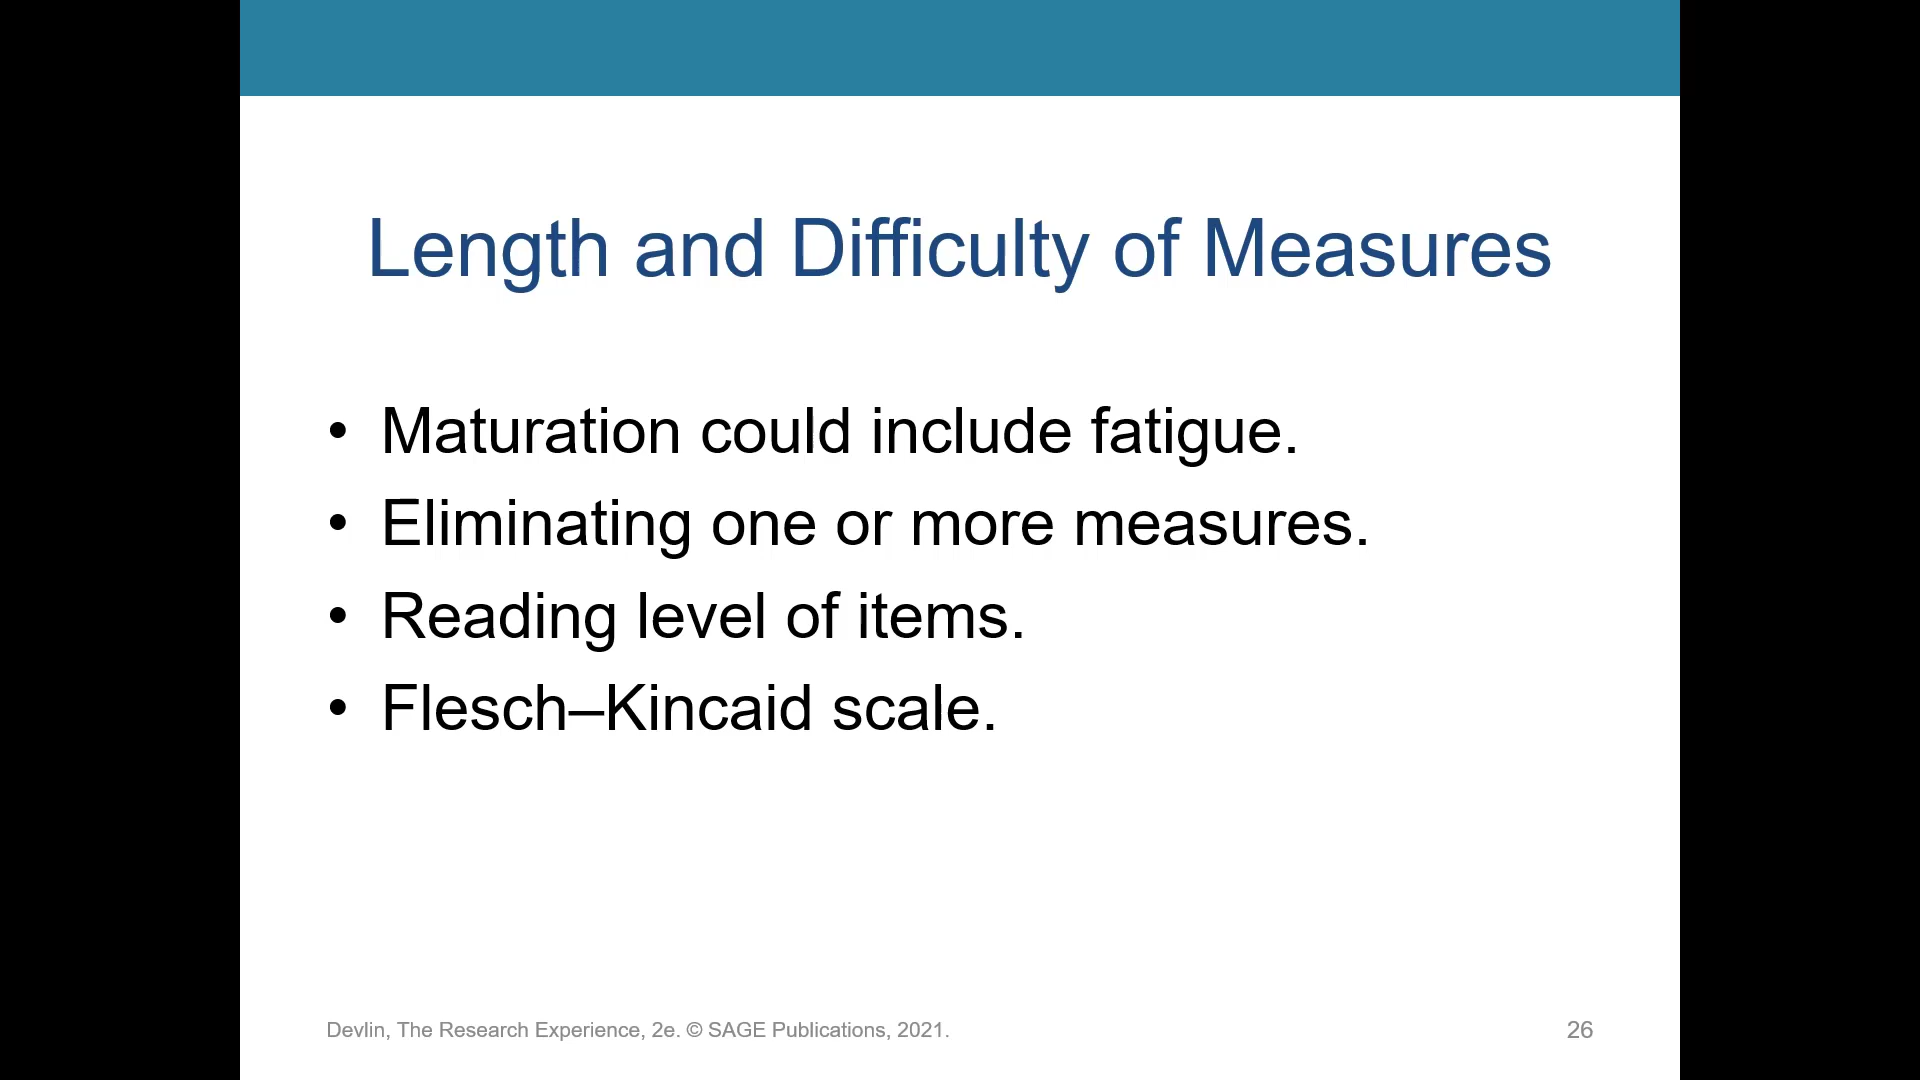 Length and Difficulty of Measures
• Maturation could include fatigue.
• Eliminating one or more measures.
• Reading level of items.
• Flesch–Kincaid scale.
Devlin, The Research Experience, 2e. © SAGE Publications, 2021.
26